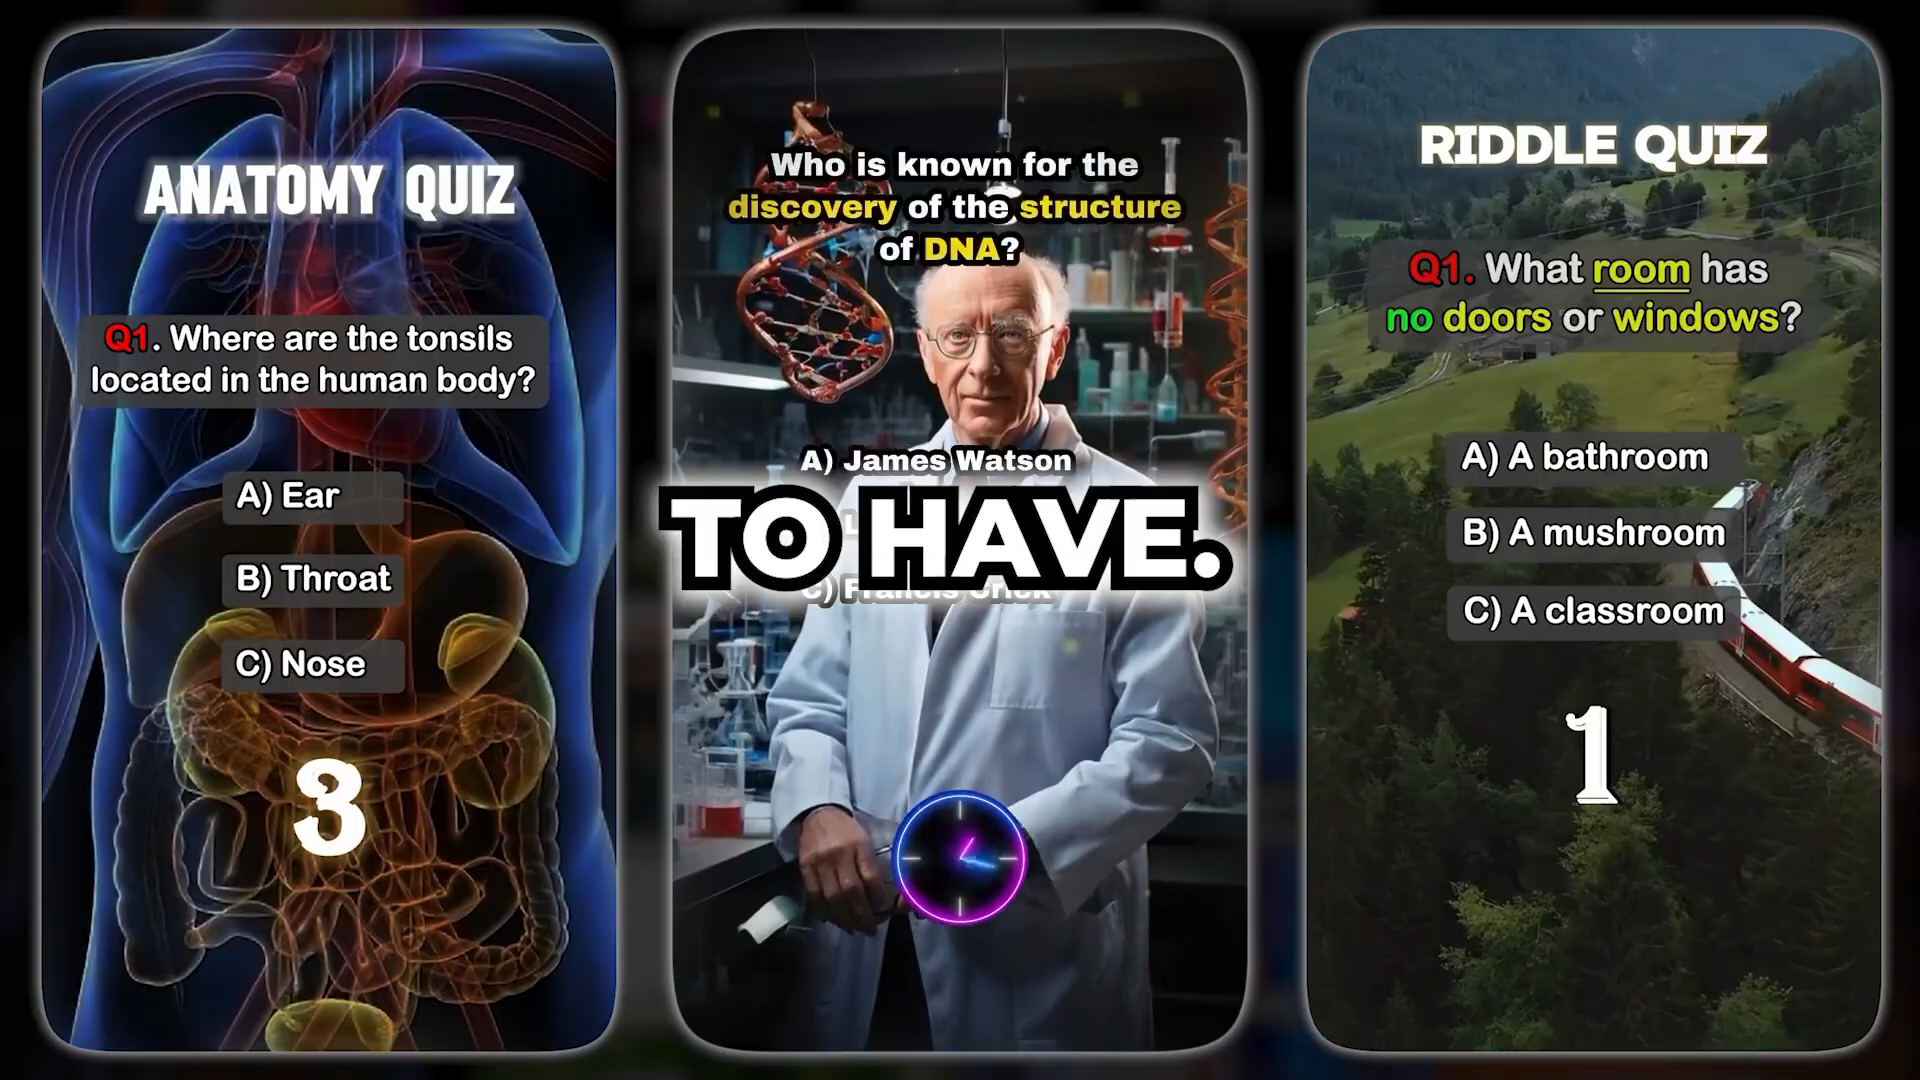 ANATOMY QUIZ
Q1. Where are the tonsils
located in the human body?
A) Ear
B) Throat
C) Nose
3
Who is known for the
discovery of the structure
of DNA?
A) James Watson
TO HAVE.
C) Francis Crick
RIDDLE QUIZ
Q1. What room has
no doors or windows?
A) A bathroom
B) A mushroom
C) A classroom
1